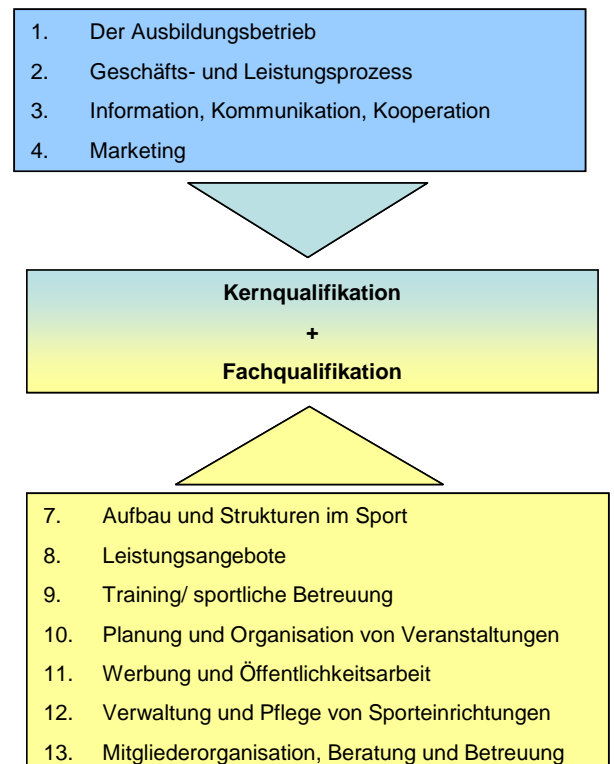 1. Der Ausbildungsbetrieb
2. Geschäfts- und Leistungsprozess
3. Information, Kommunikation, Kooperation
4. Marketing
Kernqualifikation
+
Fachqualifikation
7. Aufbau und Strukturen im Sport
8. Leistungsangebote
9. Training/ sportliche Betreuung
10. Planung und Organisation von Veranstaltungen
11. Werbung und Öffentlichkeitsarbeit
12. Verwaltung und Pflege von Sporteinrichtungen
13. Mitgliederorganisation, Beratung und Betreuung